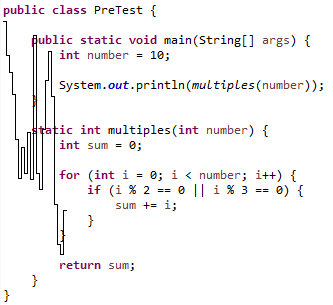 public class PreTest {
public static void main(String[] args) {
int number = 10;
System.out.println(multiples(number));
}
static int multiples(int number) {
int sum = 0;
for (int i = 0; i < number; i++) {
if (i % 2 == 0 || i % 3 == 0) {
sum += i;
}
}
return sum;
}
}